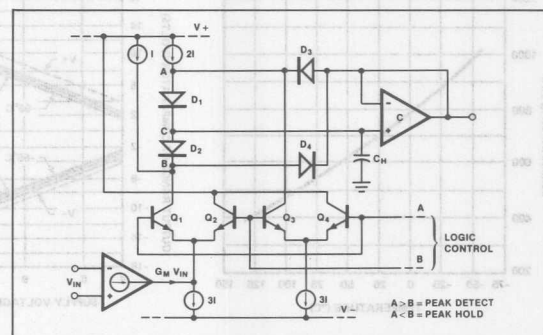 V+
I
2I
A
D3
D1
C
C
D2
D4
CH
B
Q1
Q2
Q3
Q4
A
LOGIC
CONTROL
B
VIN
GM VIN
3I
3I
A > B = PEAK DETECT
A < B = PEAK HOLD
V-